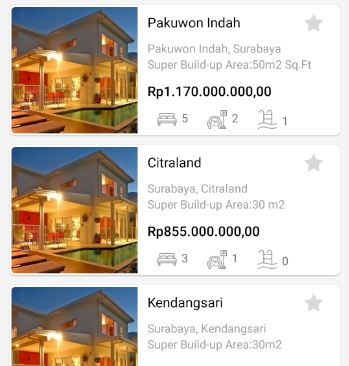 Pakuwon Indah
Pakuwon Indah, Surabaya
Super Build-up Area:50m2 Sq.Ft
Rp1.170.000.000,00
5 2 1
Citraland
Surabaya, Citraland
Super Build-up Area:30 m2
Rp855.000.000,00
3 1 0
Kendangsari
Surabaya, Kendangsari
Super Build-up Area:30m2